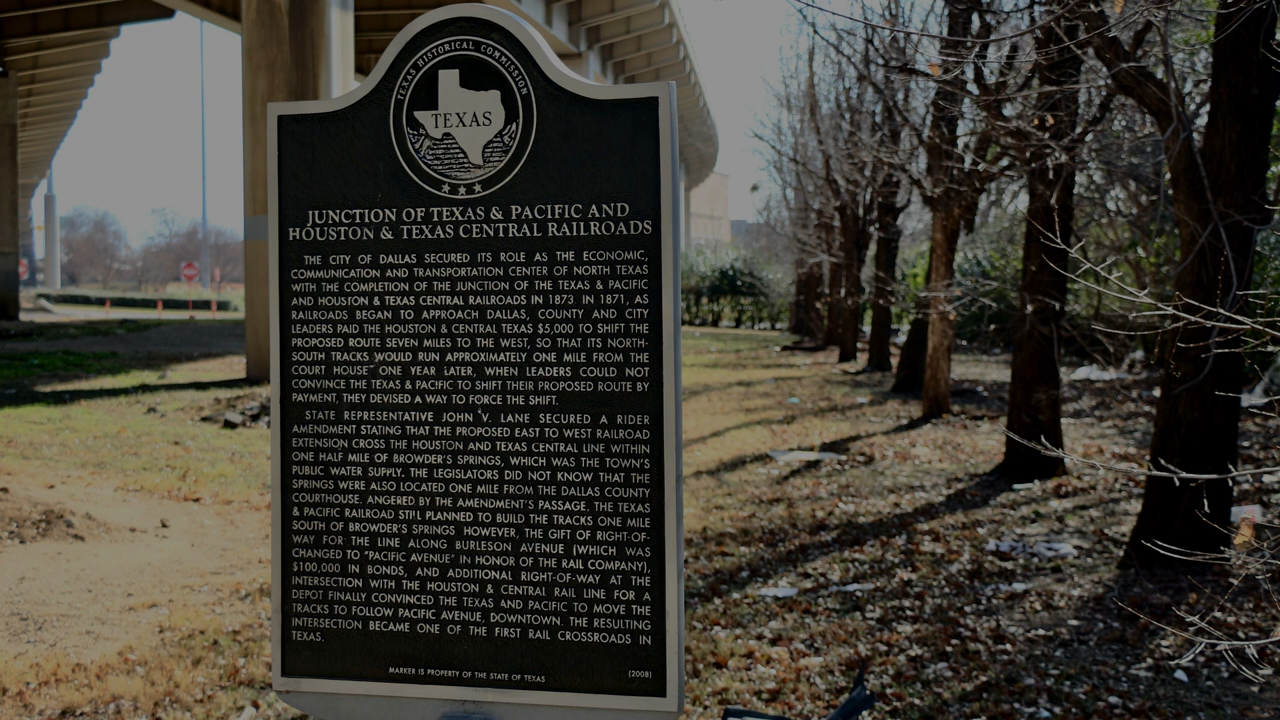 TEXAS HISTORICAL COMMISSION
TEXAS
JUNCTION OF TEXAS & PACIFIC AND
HOUSTON & TEXAS CENTRAL RAILROADS
THE CITY OF DALLAS SECURED ITS ROLE AS THE ECONOMIC,
COMMUNICATION AND TRANSPORTATION CENTER OF NORTH TEXAS
WITH THE COMPLETION OF THE JUNCTION OF THE TEXAS & PACIFIC
AND HOUSTON & TEXAS CENTRAL RAILROADS IN 1873. IN 1871, AS
RAILROADS BEGAN TO APPROACH DALLAS, COUNTY AND CITY
LEADERS PAID THE HOUSTON & CENTRAL TEXAS $5,000 TO SHIFT THE
PROPOSED ROUTE SEVEN MILES TO THE WEST, SO THAT ITS NORTH-
SOUTH TRACKS WOULD RUN APPROXIMATELY ONE MILE FROM THE
COURT HOUSE ONE YEAR LATER, WHEN LEADERS COULD NOT
CONVINCE THE TEXAS & PACIFIC TO SHIFT THEIR PROPOSED ROUTE BY
PAYMENT, THEY DEVISED A WAY TO FORCE THE SHIFT.
STATE REPRESENTATIVE JOHN V. LANE SECURED A RIDER
AMENDMENT STATING THAT THE PROPOSED EAST TO WEST RAILROAD
EXTENSION CROSS THE HOUSTON AND TEXAS CENTRAL LINE WITHIN
ONE HALF MILE OF BROWDER'S SPRINGS, WHICH WAS THE TOWN'S
PUBLIC WATER SUPPLY. THE LEGISLATORS DID NOT KNOW THAT THE
SPRINGS WERE ALSO LOCATED ONE MILE FROM THE DALLAS COUNTY
COURTHOUSE. ANGERED BY THE AMENDMENT'S PASSAGE, THE TEXAS
& PACIFIC RAILROAD STILL PLANNED TO BUILD THE TRACKS ONE MILE
SOUTH OF BROWDER'S SPRINGS. HOWEVER, THE GIFT OF RIGHT-OF-
WAY FOR THE LINE ALONG BURLESON AVENUE (WHICH WAS
CHANGED TO "PACIFIC AVENUE" IN HONOR OF THE RAIL COMPANY),
$100,000 IN BONDS, AND ADDITIONAL RIGHT-OF-WAY AT THE
INTERSECTION WITH THE HOUSTON & CENTRAL RAIL LINE FOR A
DEPOT FINALLY CONVINCED THE TEXAS AND PACIFIC TO MOVE THE
TRACKS TO FOLLOW PACIFIC AVENUE, DOWNTOWN. THE RESULTING
INTERSECTION BECAME ONE OF THE FIRST RAIL CROSSROADS IN
TEXAS.
(2008)
MARKER IS PROPERTY OF THE STATE OF TEXAS